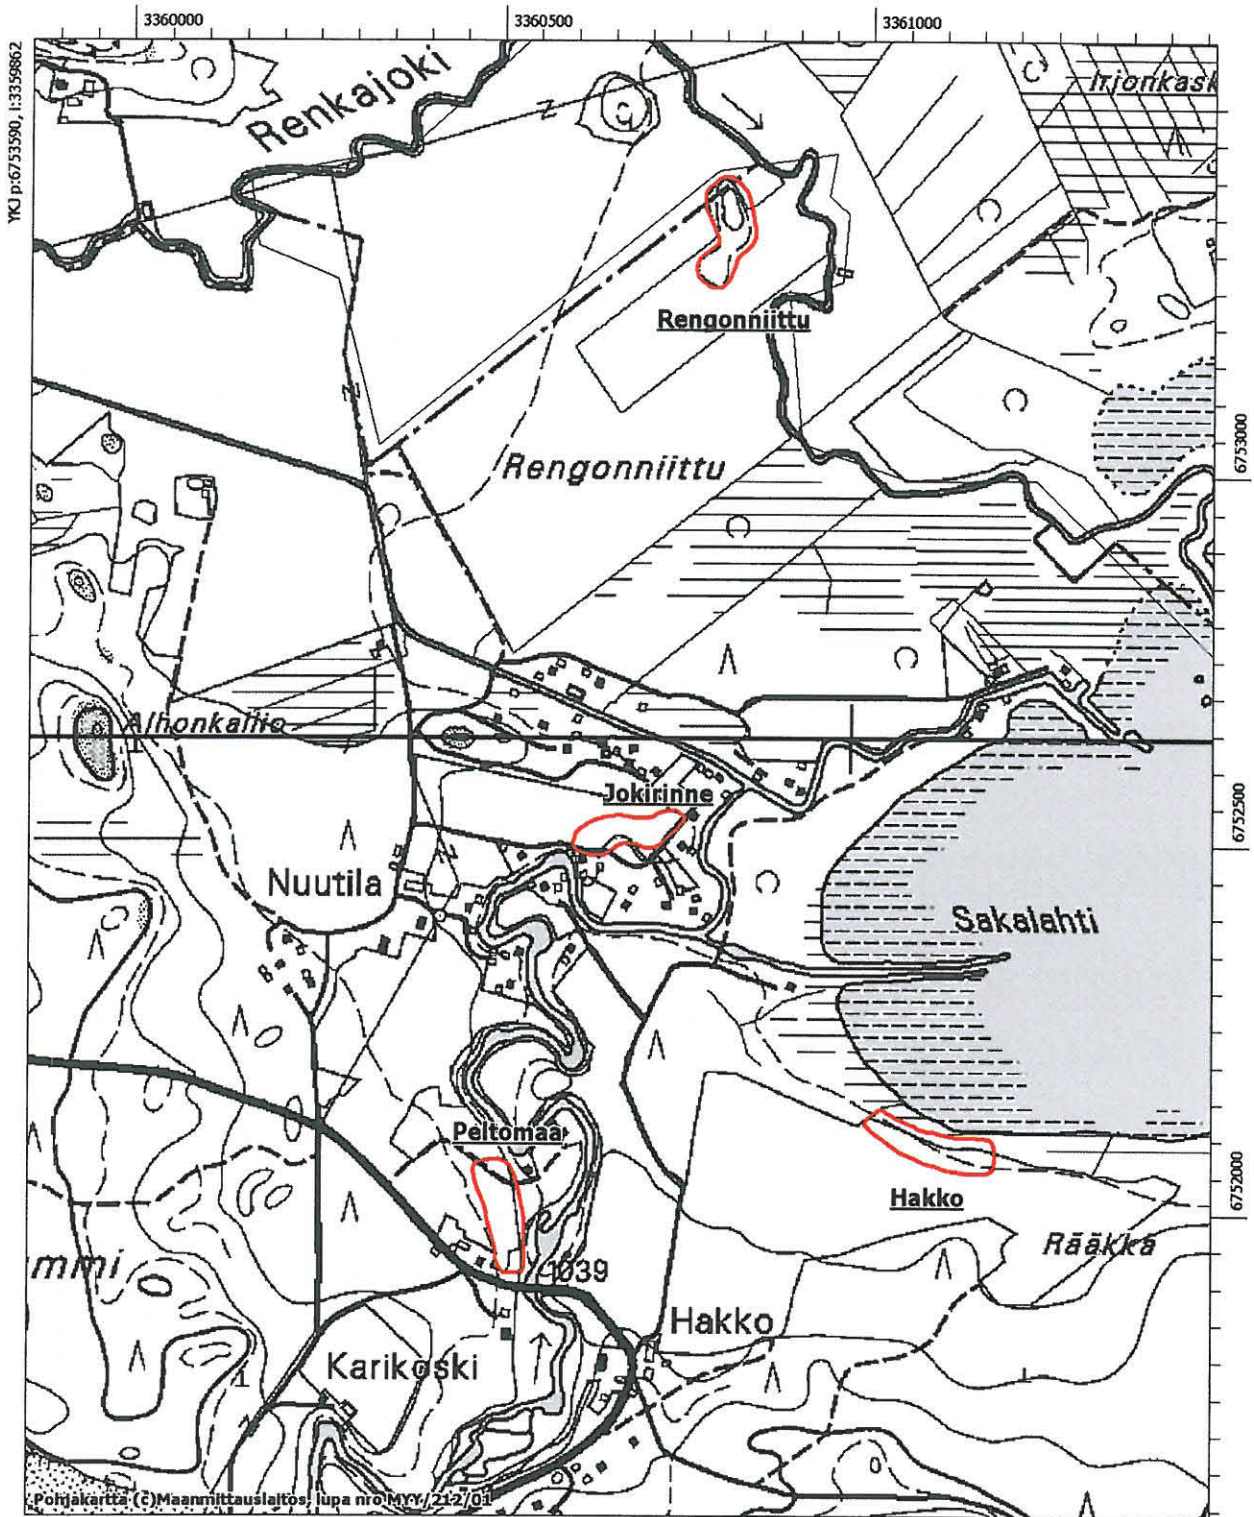 3360000
3360500
3361000
YKJ p:6753590, i:3359862
Renkajoki
Rengonniittu
6753000
Rengonniittu
Alhonkallio
Jokirinne
6752500
Nuutila
Sakalahti
Peltomaa
Hakko
6752000
Rääkkä
mmi
1039
Hakko
Karikoski
Pohjakartta (c)Maanmittauslaitos, lupa nro MYY/212/01